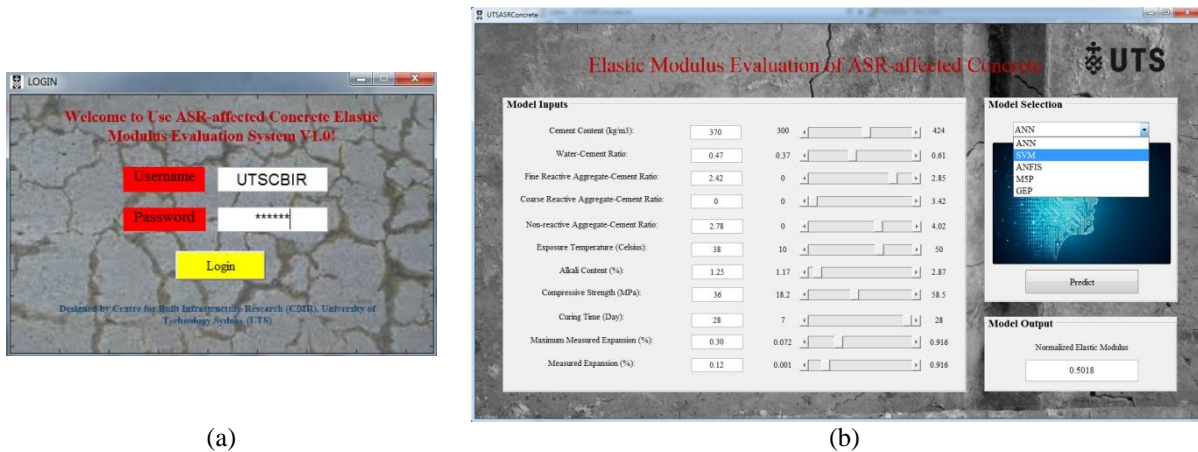 LOGIN
Welcome to Use ASR-affected Concrete Elastic
Modulus Evaluation System V1.0!
Username UTSCBIR
Password ******
Login
Designed by Centre for Built Infrastructure Research (CBIR), University of
Technology Sydney (UTS)
(a)
UTSASRConcrete
Elastic Modulus Evaluation of ASR-affected Concrete
UTS
Model Inputs
Cement Content (kg/m3): 370 300 424
Water-Cement Ratio: 0.47 0.37 0.61
Fine Reactive Aggregate-Cement Ratio: 2.42 0 2.85
Coarse Reactive Aggregate-Cement Ratio: 0 0 3.42
Non-reactive Aggregate-Cement Ratio: 2.78 0 4.02
Exposure Temperature (Celsius): 38 10 50
Alkali Content (%): 1.25 1.17 2.87
Compressive Strength (MPa): 36 18.2 58.5
Curing Time (Day): 28 7 28
Maximum Measured Expansion (%): 0.30 0.072 0.916
Measured Expansion (%): 0.12 0.001 0.916
Model Selection
ANN
ANN
SVM
ANFIS
M5P
GEP
Predict
Model Output
Normalized Elastic Modulus
0.5018
(b)